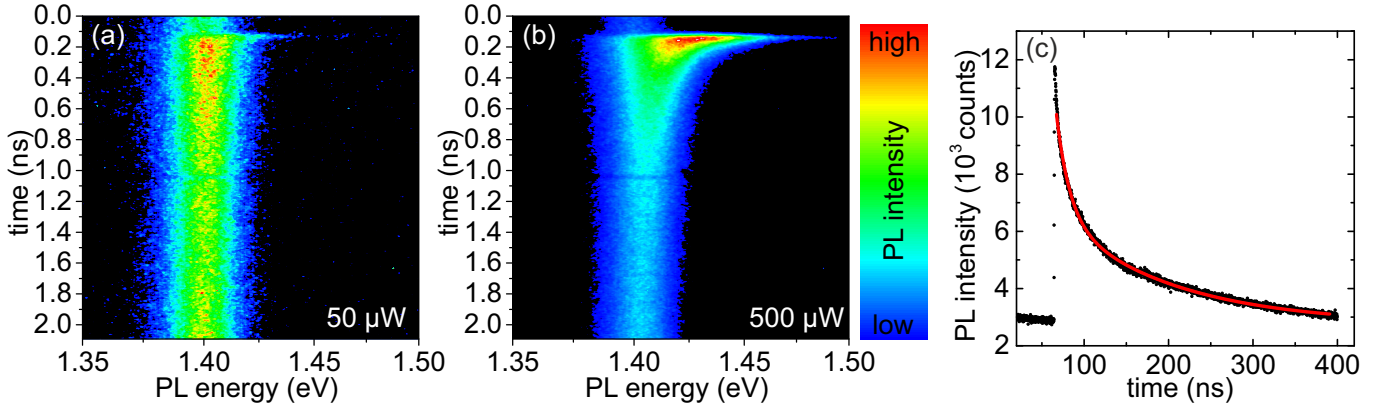 (a)
0.0
0.2
0.4
0.6
0.8
1.0
1.2
1.4
1.6
1.8
2.0
time (ns)
50 µW
1.35
1.40
1.45
1.50
PL energy (eV)
(b)
0.0
0.2
0.4
0.6
0.8
1.0
1.2
1.4
1.6
1.8
2.0
time (ns)
500 µW
1.35
1.40
1.45
1.50
PL energy (eV)
high
PL intensity
low
(c)
12
10
8
6
4
2
PL intensity (10³ counts)
100
200
300
400
time (ns)